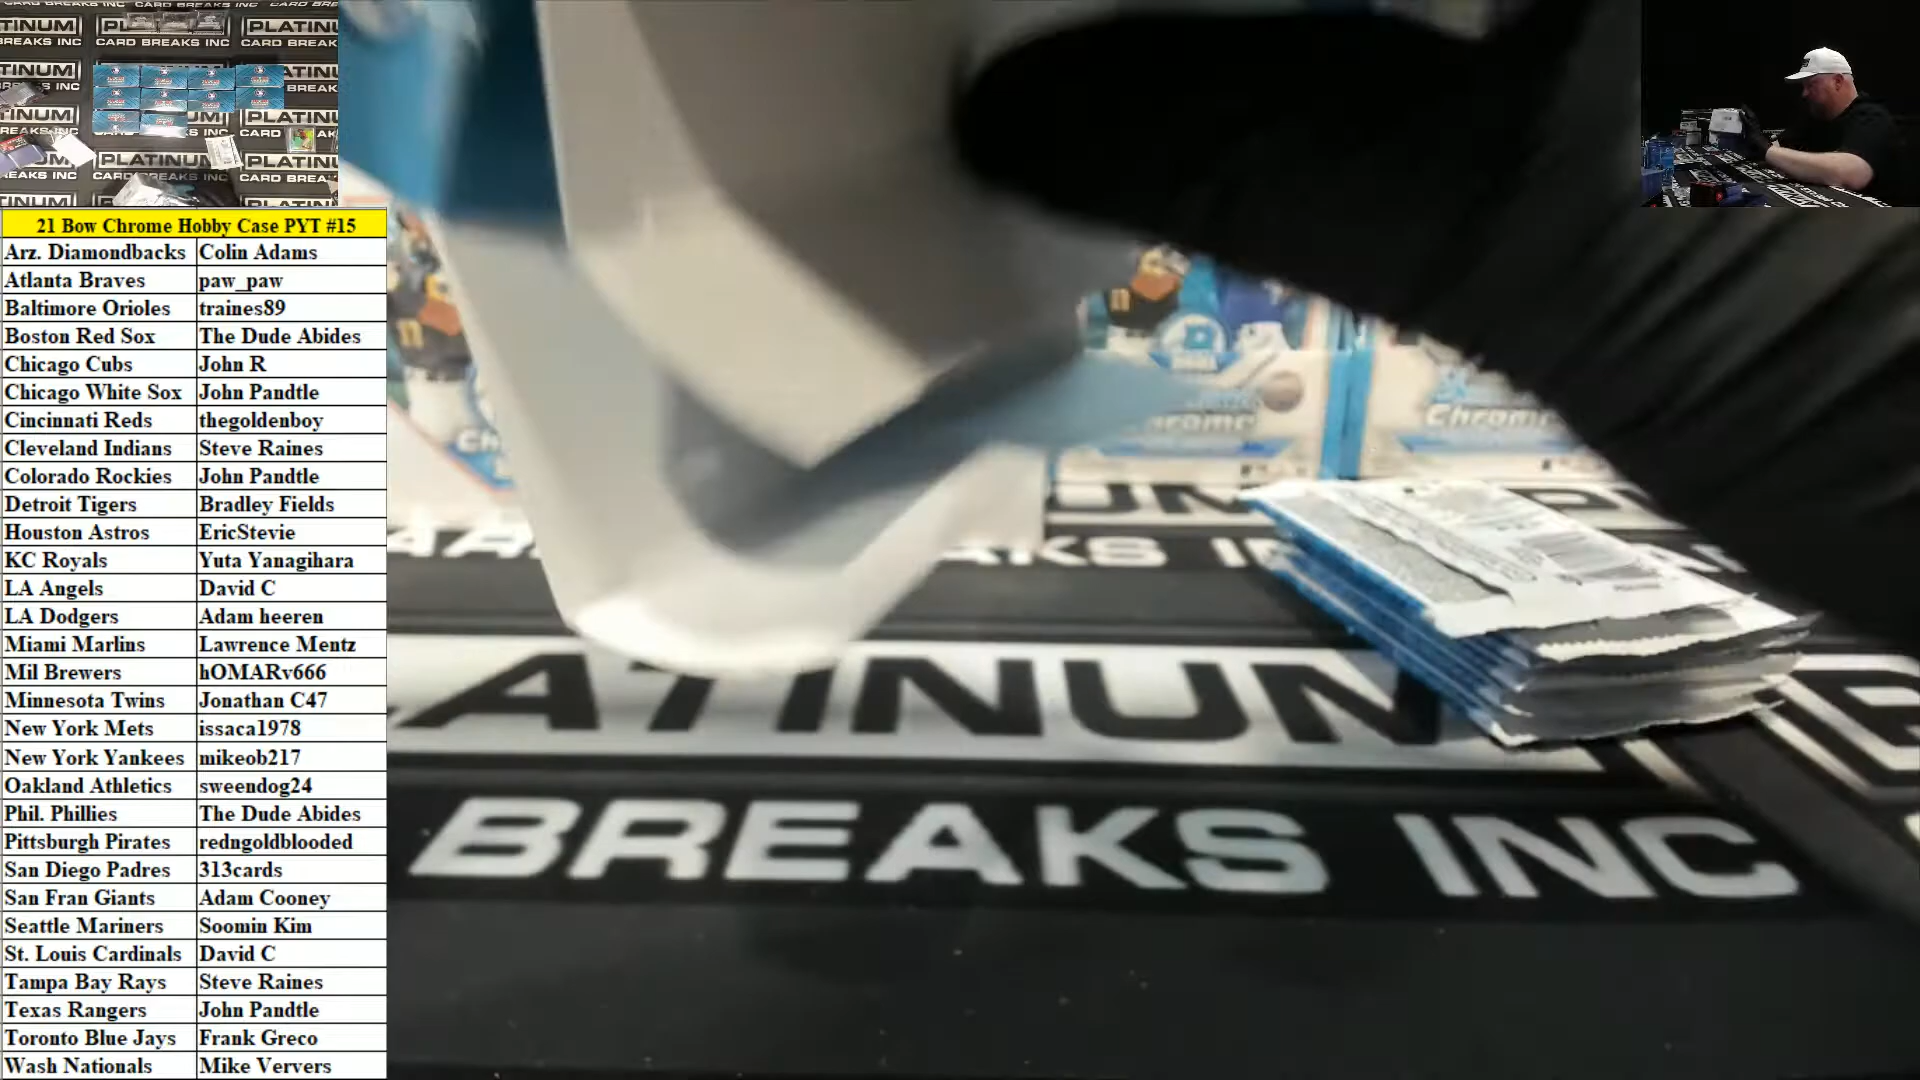 PLATINUM
CARD BREAKS INC
21 Bow Chrome Hobby Case PYT #15
Arz. Diamondbacks Colin Adams
Atlanta Braves paw_paw
Baltimore Orioles traines89
Boston Red Sox The Dude Abides
Chicago Cubs John R
Chicago White Sox John Pandtle
Cincinnati Reds thegoldenboy
Cleveland Indians Steve Raines
Colorado Rockies John Pandtle
Detroit Tigers Bradley Fields
Houston Astros EricStevie
KC Royals Yuta Yanagihara
LA Angels David C
LA Dodgers Adam heeren
Miami Marlins Lawrence Mentz
Mil Brewers hOMARv666
Minnesota Twins Jonathan C47
New York Mets issaca1978
New York Yankees mikeob217
Oakland Athletics sweendog24
Phil. Phillies The Dude Abides
Pittsburgh Pirates redngoldblooded
San Diego Padres 313cards
San Fran Giants Adam Cooney
Seattle Mariners Soomin Kim
St. Louis Cardinals David C
Tampa Bay Rays Steve Raines
Texas Rangers John Pandtle
Toronto Blue Jays Frank Greco
Wash Nationals Mike Ververs
Chrome
ATINUM
BREAKS INC